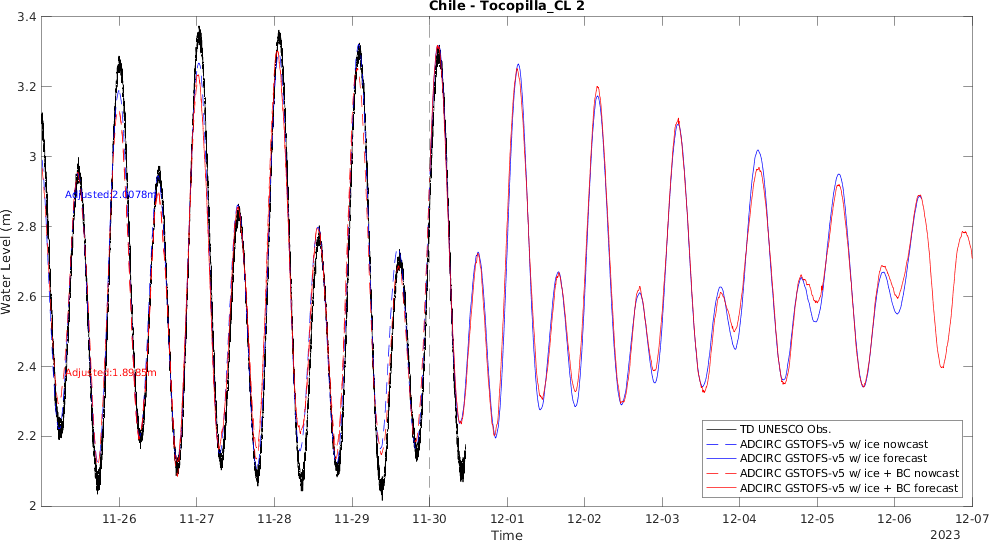 Chile - Tocopilla_CL 2
Water Level (m)
3.4
3.2
3
2.8
2.6
2.4
2.2
2
Adjusted:2.0078m
Adjusted:1.8985m
TD UNESCO Obs.
ADCIRC GSTOFS-v5 w/ ice nowcast
ADCIRC GSTOFS-v5 w/ ice forecast
ADCIRC GSTOFS-v5 w/ ice + BC nowcast
ADCIRC GSTOFS-v5 w/ ice + BC forecast
11-26 11-27 11-28 11-29 11-30 12-01 12-02 12-03 12-04 12-05 12-06 12-07
Time
2023